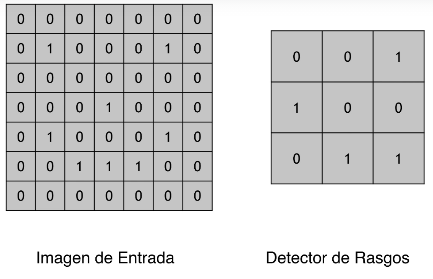 0 0 0 0 0 0 0
0 1 0 0 0 1 0
0 0 0 0 0 0 0
0 0 0 1 0 0 0
0 1 0 0 0 1 0
0 0 1 1 1 0 0
0 0 0 0 0 0 0
Imagen de Entrada
0 0 1
1 0 0
0 1 1
Detector de Rasgos